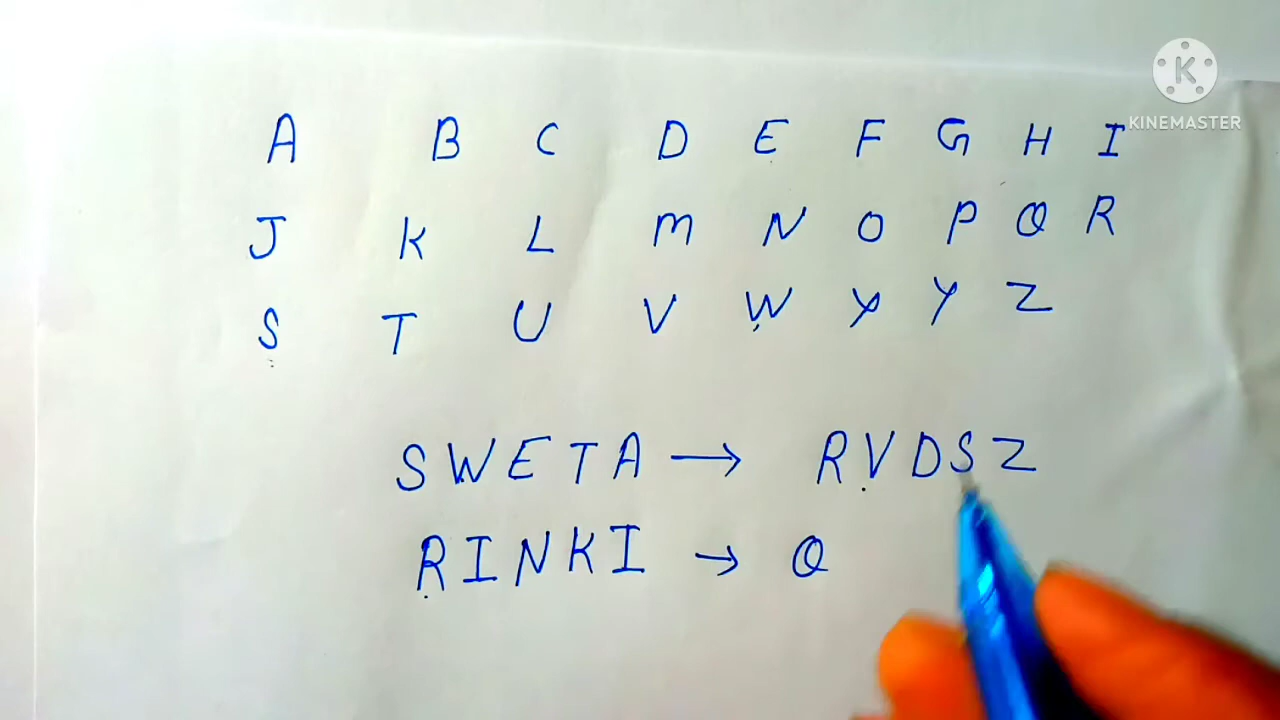 K
KINEMASTER
A B C D E F G H I
J K L M N O P Q R
S T U V W X Y Z
SWETA → RVDSZ
RINKI → Q